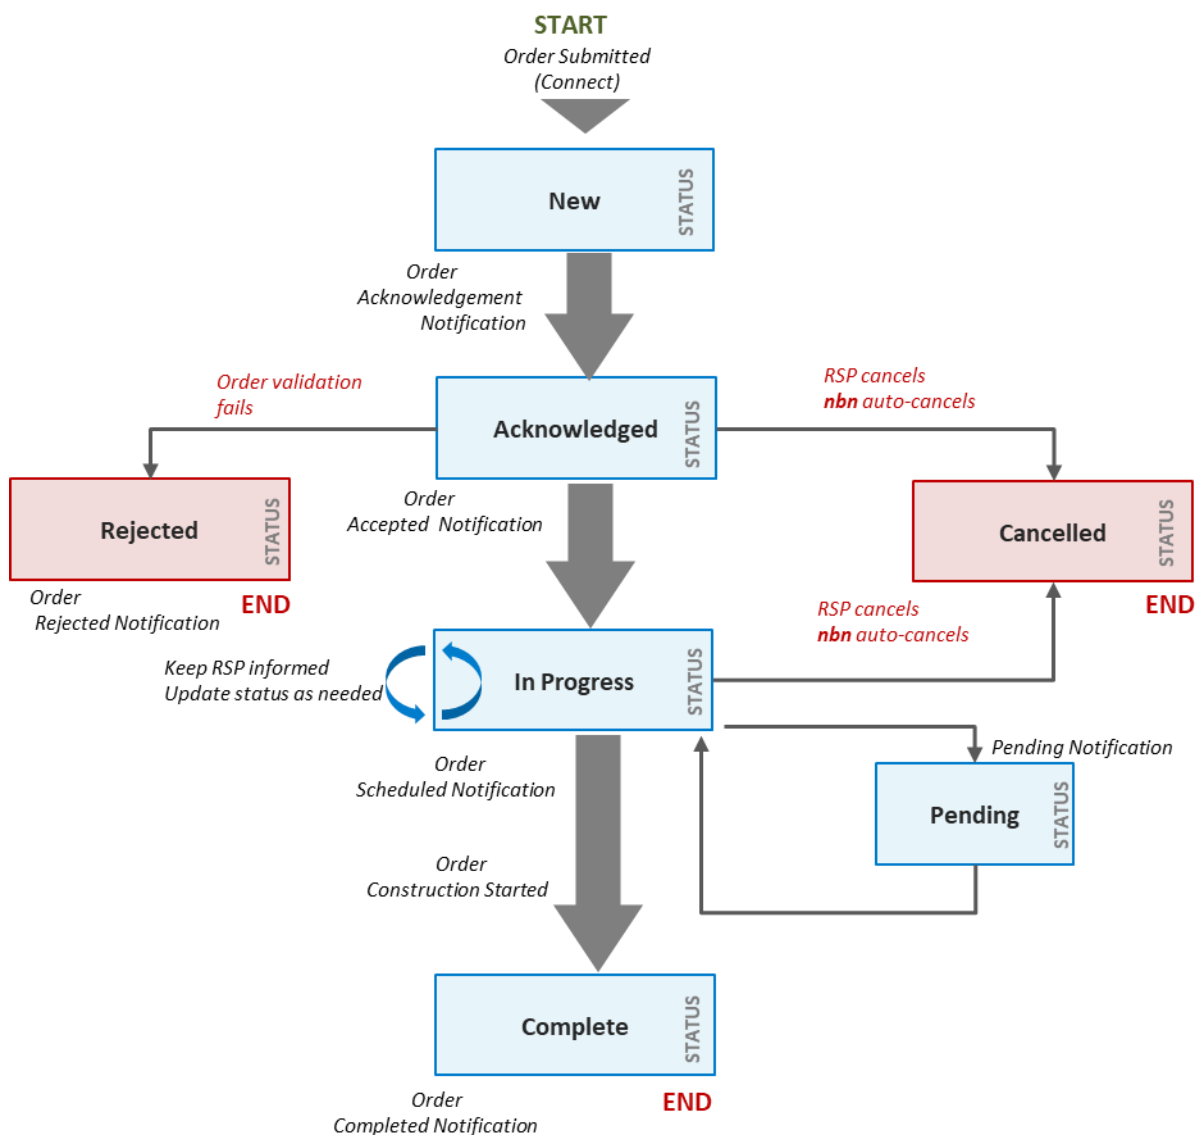 START
Order Submitted
(Connect)
New
STATUS
Order
Acknowledgement
Notification
Order validation
fails
RSP cancels
nbn auto-cancels
Acknowledged
STATUS
Rejected
STATUS
Order
Accepted Notification
Cancelled
STATUS
Order
Rejected Notification
END
END
RSP cancels
nbn auto-cancels
Keep RSP informed
Update status as needed
In Progress
STATUS
Pending Notification
Order
Scheduled Notification
Pending
STATUS
Order
Construction Started
Complete
STATUS
Order
Completed Notification
END